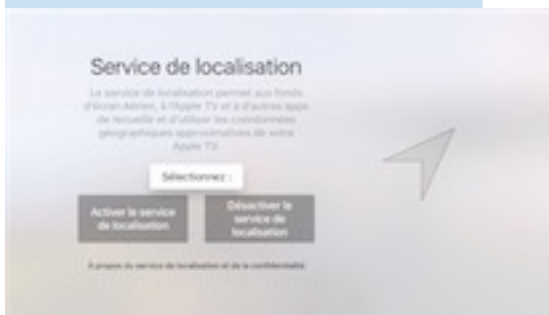 Service de localisation
Le service de localisation permet aux fonds
d'écran Aérien, à l'Apple TV et à d'autres apps
de recueillir et d'utiliser les coordonnées
géographiques approximatives de votre
Apple TV.
Sélectionnez :
Activer le service
de localisation
Désactiver le
service de
localisation
À propos du service de localisation et de la confidentialité